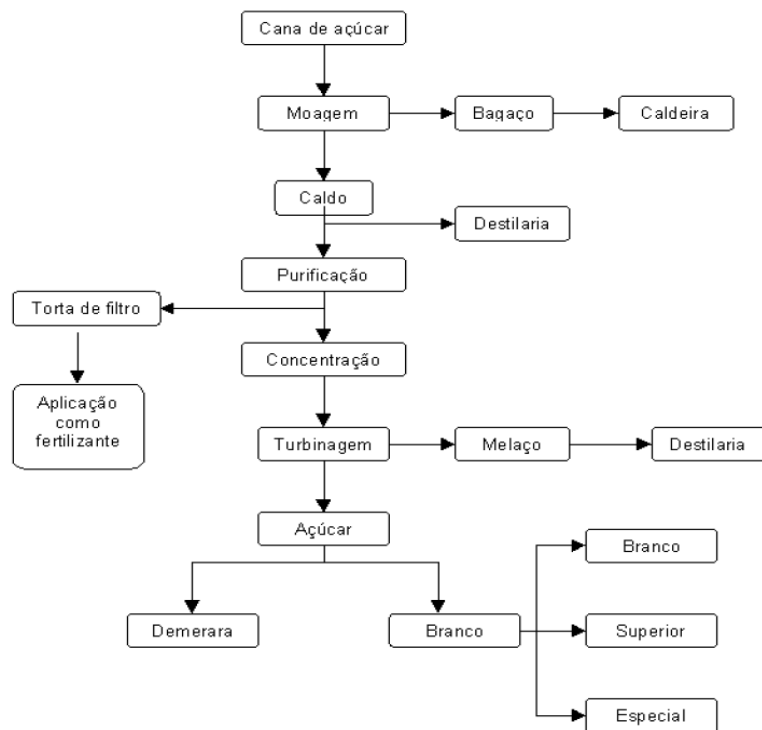 Cana de açúcar
Moagem
Bagaço
Caldeira
Caldo
Destilaria
Purificação
Torta de filtro
Concentração
Aplicação
como
fertilizante
Turbinagem
Melaço
Destilaria
Açúcar
Branco
Demerara
Branco
Superior
Especial